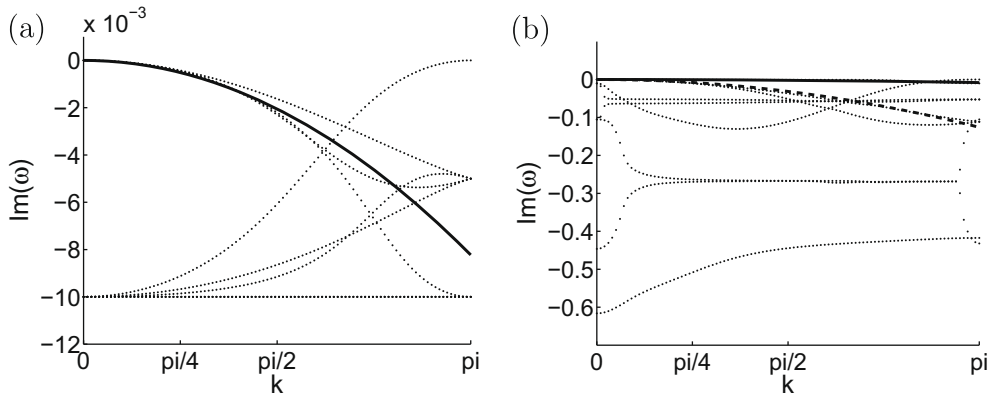 (a)
x 10⁻³
0
−2
−4
−6
−8
−10
−12
Im(ω)
0
pi/4
pi/2
pi
k
(b)
0
−0.1
−0.2
−0.3
−0.4
−0.5
−0.6
Im(ω)
0
pi/4
pi/2
pi
k